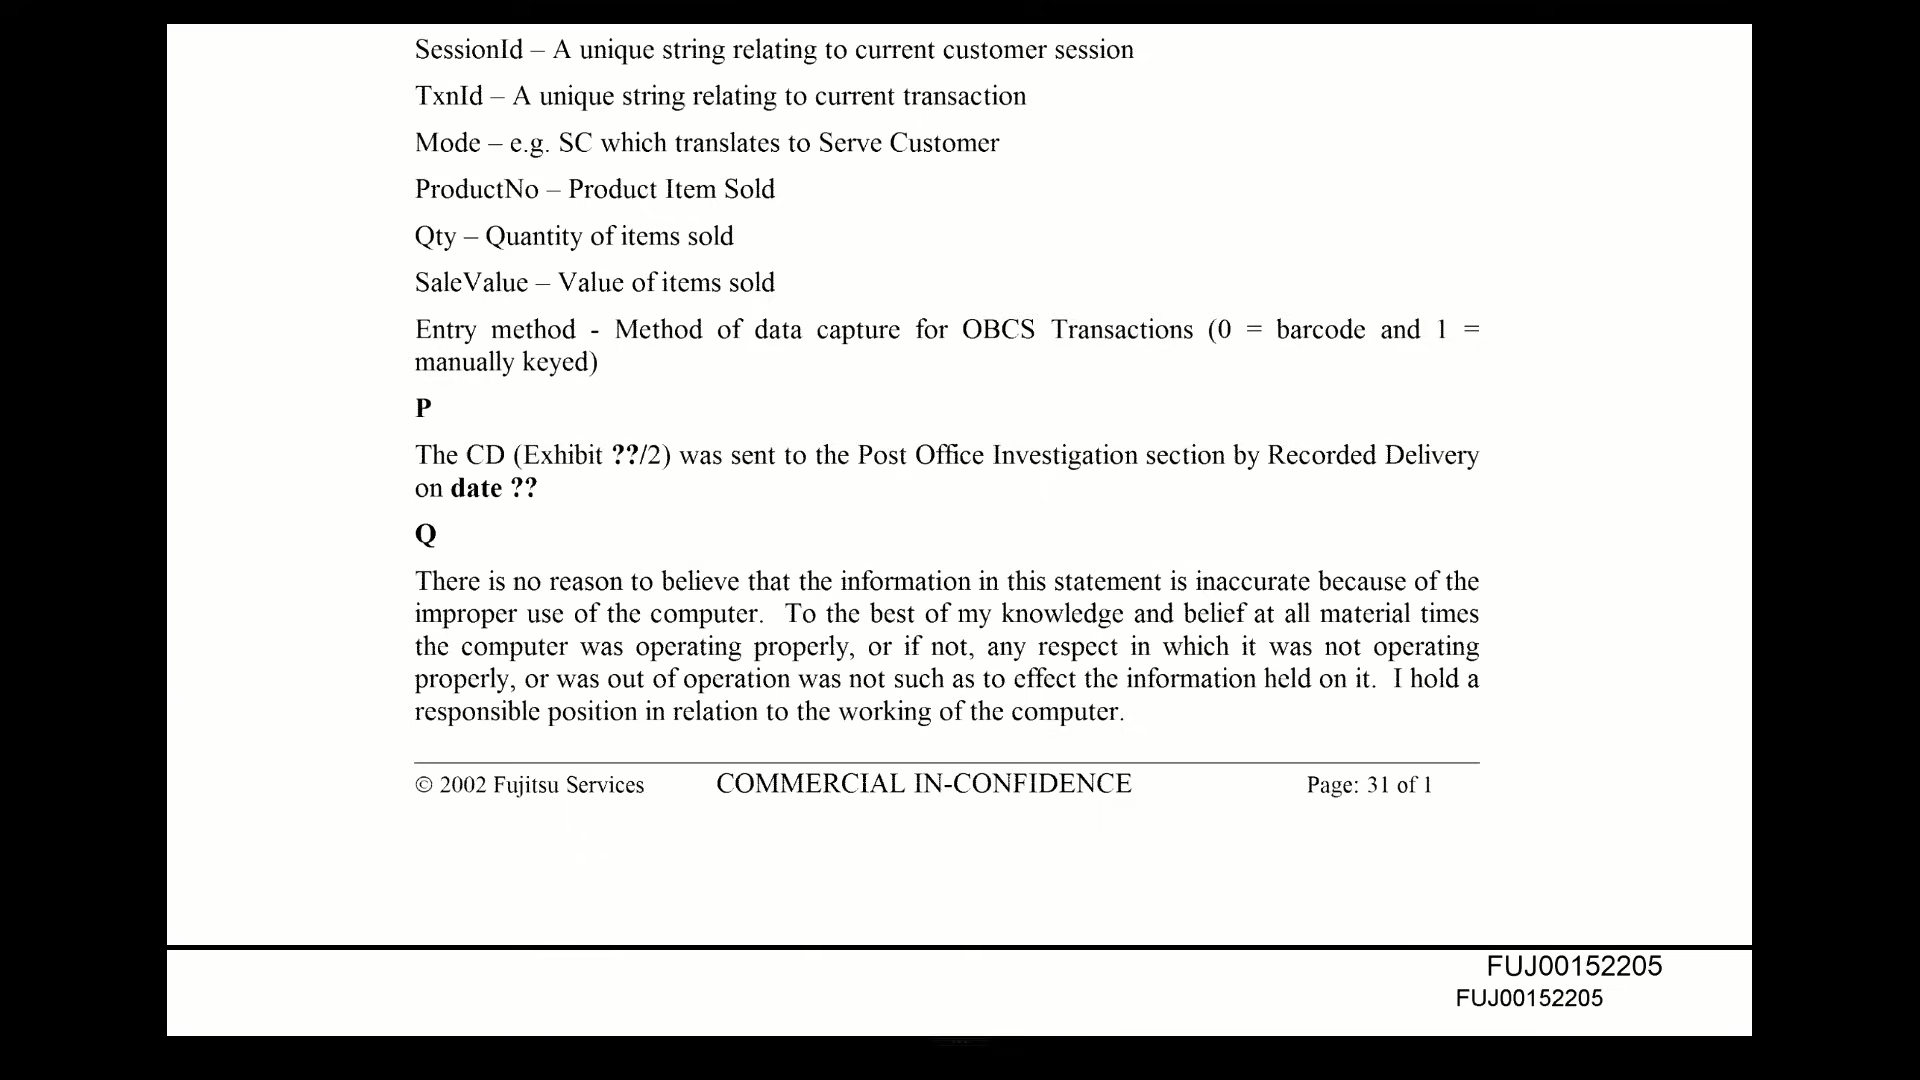 SessionId – A unique string relating to current customer session
TxnId – A unique string relating to current transaction
Mode – e.g. SC which translates to Serve Customer
ProductNo – Product Item Sold
Qty – Quantity of items sold
SaleValue – Value of items sold
Entry method - Method of data capture for OBCS Transactions (0 = barcode and 1 =
manually keyed)
P
The CD (Exhibit ??/2) was sent to the Post Office Investigation section by Recorded Delivery
on date ??
Q
There is no reason to believe that the information in this statement is inaccurate because of the
improper use of the computer. To the best of my knowledge and belief at all material times
the computer was operating properly, or if not, any respect in which it was not operating
properly, or was out of operation was not such as to effect the information held on it. I hold a
responsible position in relation to the working of the computer.
© 2002 Fujitsu Services COMMERCIAL IN-CONFIDENCE Page: 31 of 1
FUJ00152205
FUJ00152205